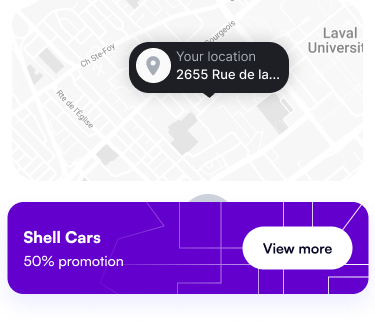 Bourgeois
Laval
Universit
Ch Ste-Foy
Your location
2655 Rue de la...
Rte de l'Église
Shell Cars
50% promotion
View more